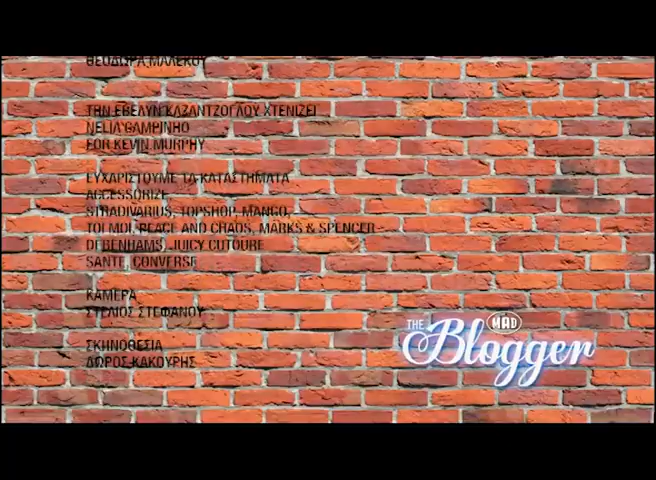 ΘΕΟΔΩΡΑ ΜΑΛΕΚΟΥ
ΤΗΝ ΕΒΕΛΥΝ ΚΑΖΑΝΤΖΟΓΛΟΥ ΧΤΕΝΙΖΕΙ
NELIA GAMPINHO
FOR KEVIN MURPHY
ΕΥΧΑΡΙΣΤΟΥΜΕ ΤΑ ΚΑΤΑΣΤΗΜΑΤΑ
ACCESSORIZE,
STRADIVARIUS, TOPSHOP, MANGO,
TOI MOI, PEACE AND CHAOS, MARKS & SPENCER
DEBENHAMS, JUICY CUTOURE
SANTE, CONVERSE
ΚΑΜΕΡΑ
ΣΤΕΛΙΟΣ ΣΤΕΦΑΝΟΥ
ΣΚΗΝΟΘΕΣΙΑ
ΔΩΡΟΣ ΚΑΚΟΥΡΗΣ
THE MAD
Blogger